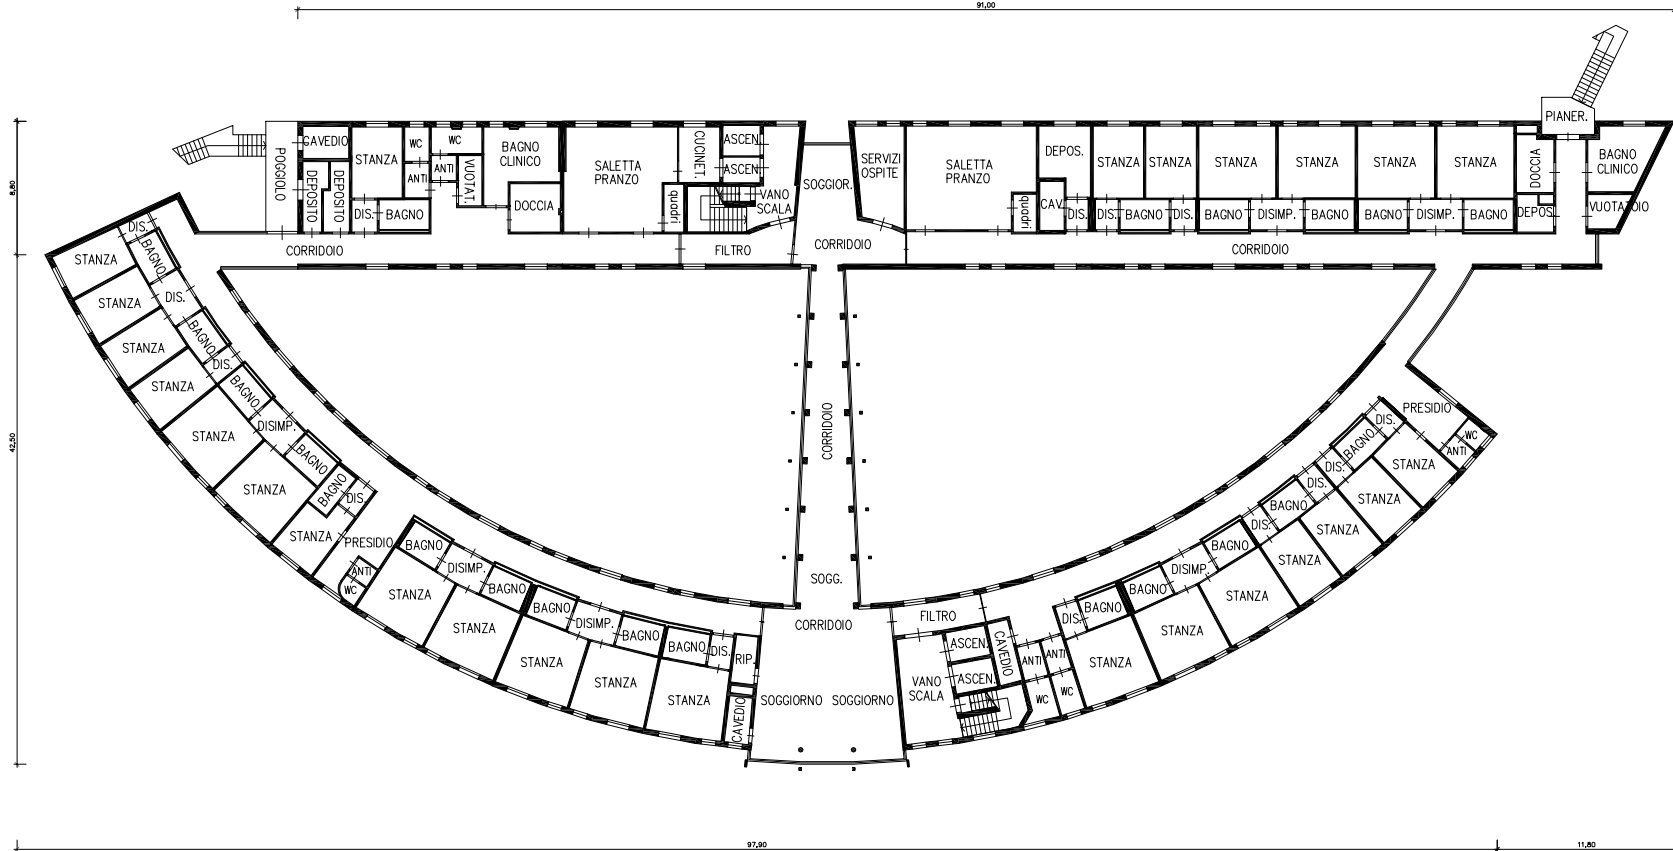 91,00
PIANER.
CAVEDIO
STANZA
WC
WC
BAGNO
CLINICO
SALETTA
PRANZO
CUCINET.
ASCEN.
ASCEN.
SOGGIOR.
SERVIZI
OSPITE
SALETTA
PRANZO
DEPOS.
STANZA
STANZA
STANZA
STANZA
STANZA
STANZA
DOCCIA
BAGNO
CLINICO
8,80
POGGIOLO
DEPOSITO
DEPOSITO
ANTI
ANTI
VUOTAT.
DOCCIA
DIS.
BAGNO
quadri
VANO
SCALA
quadri
CAV.
DIS.
DIS.
BAGNO
DIS.
BAGNO
DISIMP.
BAGNO
BAGNO
DISIMP.
BAGNO
DEPOS.
VUOTATOIO
CORRIDOIO
FILTRO
CORRIDOIO
CORRIDOIO
DIS.
STANZA
BAGNO
STANZA
DIS.
STANZA
BAGNO
DIS.
STANZA
BAGNO
STANZA
DISIMP.
BAGNO
STANZA
BAGNO
DIS.
STANZA
PRESIDIO
ANTI
WC
42,50
CORRIDOIO
PRESIDIO
WC
ANTI
DIS.
BAGNO
STANZA
DIS.
STANZA
DIS.
BAGNO
STANZA
DIS.
STANZA
BAGNO
DISIMP.
STANZA
BAGNO
STANZA
BAGNO
DIS.
STANZA
BAGNO
DISIMP.
STANZA
BAGNO
STANZA
BAGNO
DISIMP.
STANZA
BAGNO
STANZA
BAGNO
DIS.
STANZA
RIP.
CAVEDIO
SOGG.
CORRIDOIO
FILTRO
SOGGIORNO
SOGGIORNO
VANO
SCALA
ASCEN.
ASCEN.
CAVEDIO
ANTI
ANTI
WC
WC
97,90
11,80